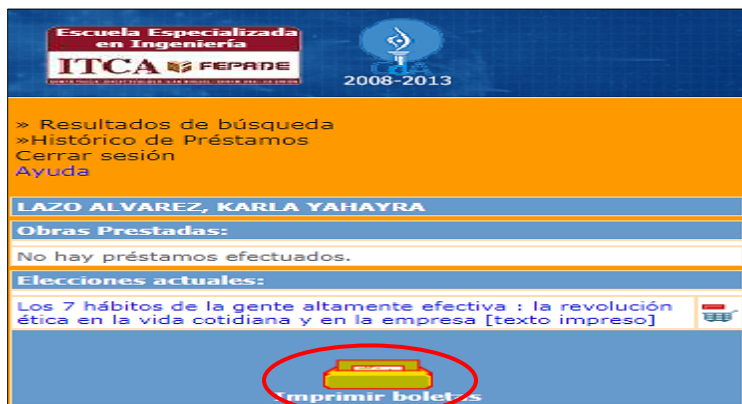 Escuela Especializada
en Ingeniería
ITCA FEPADE
2008-2013
» Resultados de búsqueda
»Histórico de Préstamos
Cerrar sesión
Ayuda
LAZO ALVAREZ, KARLA YAHAYRA
Obras Prestadas:
No hay préstamos efectuados.
Elecciones actuales:
Los 7 hábitos de la gente altamente efectiva : la revolución
ética en la vida cotidiana y en la empresa [texto impreso]
Imprimir boletas